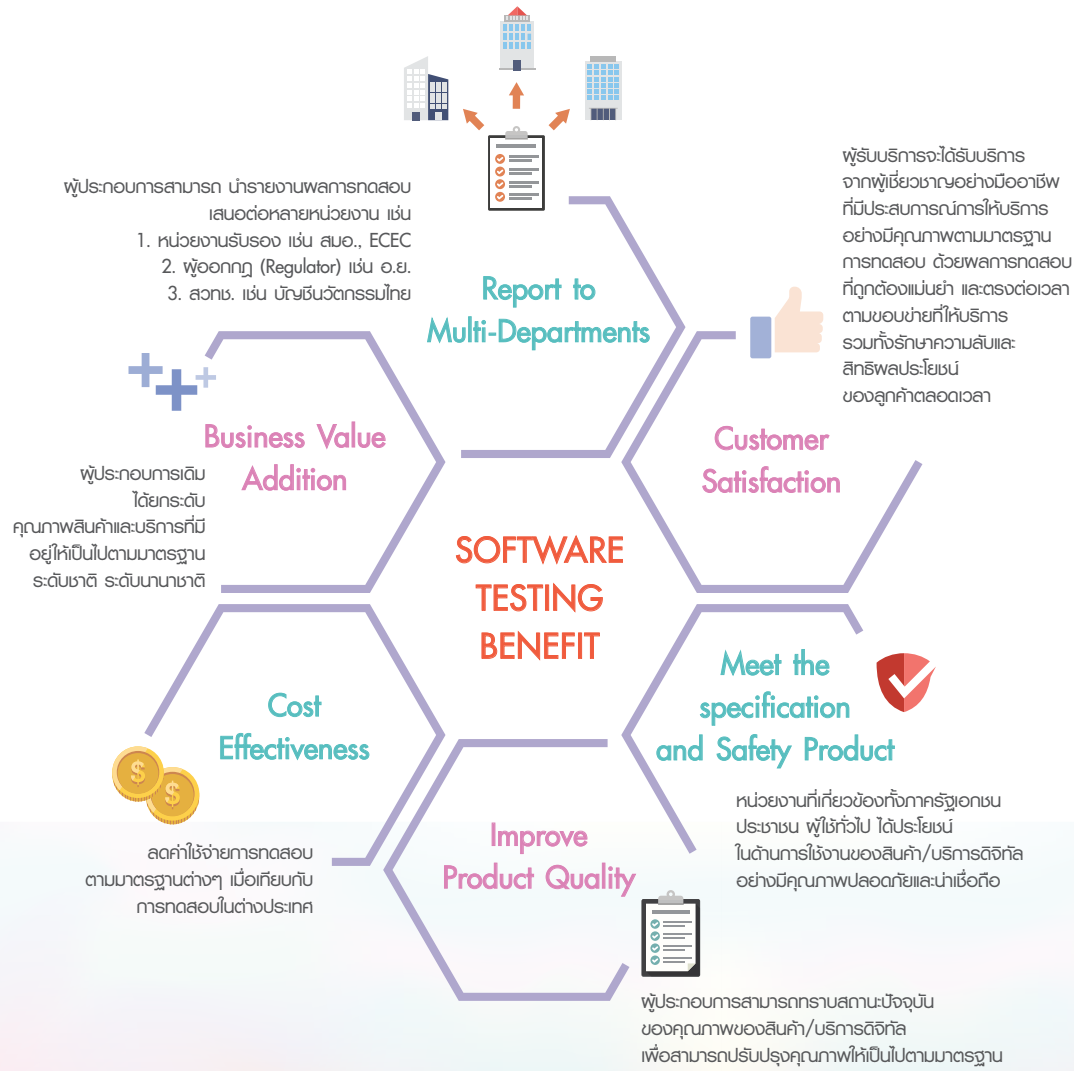 ผู้ประกอบการสามารถ นำรายงานผลการทดสอบ
เสนอต่อหลายหน่วยงาน เช่น
1. หน่วยงานรับรอง เช่น สมอ., ECEC
2. ผู้ออกกฎ (Regulator) เช่น อ.ย.
3. สวทช. เช่น บัญชีนวัตกรรมไทย
Report to
Multi-Departments
ผู้รับบริการจะได้รับบริการ
จากผู้เชี่ยวชาญอย่างมืออาชีพ
ที่มีประสบการณ์การให้บริการ
อย่างมีคุณภาพตามมาตรฐาน
การทดสอบ ด้วยผลการทดสอบ
ที่ถูกต้องแม่นยำ และตรงต่อเวลา
ตามขอบข่ายที่ให้บริการ
รวมทั้งรักษาความลับและ
สิทธิผลประโยชน์
ของลูกค้าตลอดเวลา
Customer
Satisfaction
Business Value
Addition
ผู้ประกอบการเดิม
ได้ยกระดับ
คุณภาพสินค้าและบริการที่มี
อยู่ให้เป็นไปตามมาตรฐาน
ระดับชาติ ระดับนานาชาติ
SOFTWARE
TESTING
BENEFIT
Cost
Effectiveness
ลดค่าใช้จ่ายการทดสอบ
ตามมาตรฐานต่างๆ เมื่อเทียบกับ
การทดสอบในต่างประเทศ
Meet the
specification
and Safety Product
หน่วยงานที่เกี่ยวข้องทั้งภาครัฐเอกชน
ประชาชน ผู้ใช้ทั่วไป ได้ประโยชน์
ในด้านการใช้งานของสินค้า/บริการดิจิทัล
อย่างมีคุณภาพปลอดภัยและน่าเชื่อถือ
Improve
Product Quality
ผู้ประกอบการสามารถทราบสถานะปัจจุบัน
ของคุณภาพของสินค้า/บริการดิจิทัล
เพื่อสามารถปรับปรุงคุณภาพให้เป็นไปตามมาตรฐาน